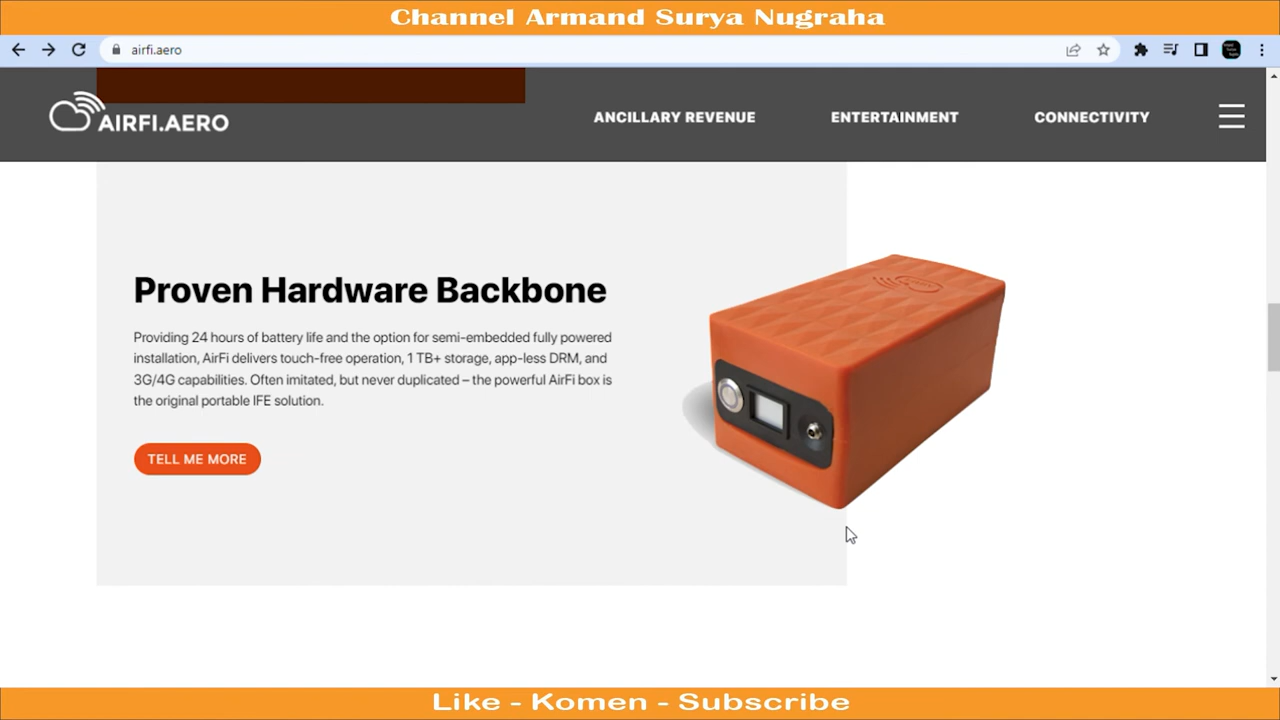 Channel Armand Surya Nugraha
airfi.aero
AIRFI.AERO
ANCILLARY REVENUE
ENTERTAINMENT
CONNECTIVITY
Proven Hardware Backbone
Providing 24 hours of battery life and the option for semi-embedded fully powered
installation, AirFi delivers touch-free operation, 1 TB+ storage, app-less DRM, and
3G/4G capabilities. Often imitated, but never duplicated – the powerful AirFi box is
the original portable IFE solution.
TELL ME MORE
Like - Komen - Subscribe